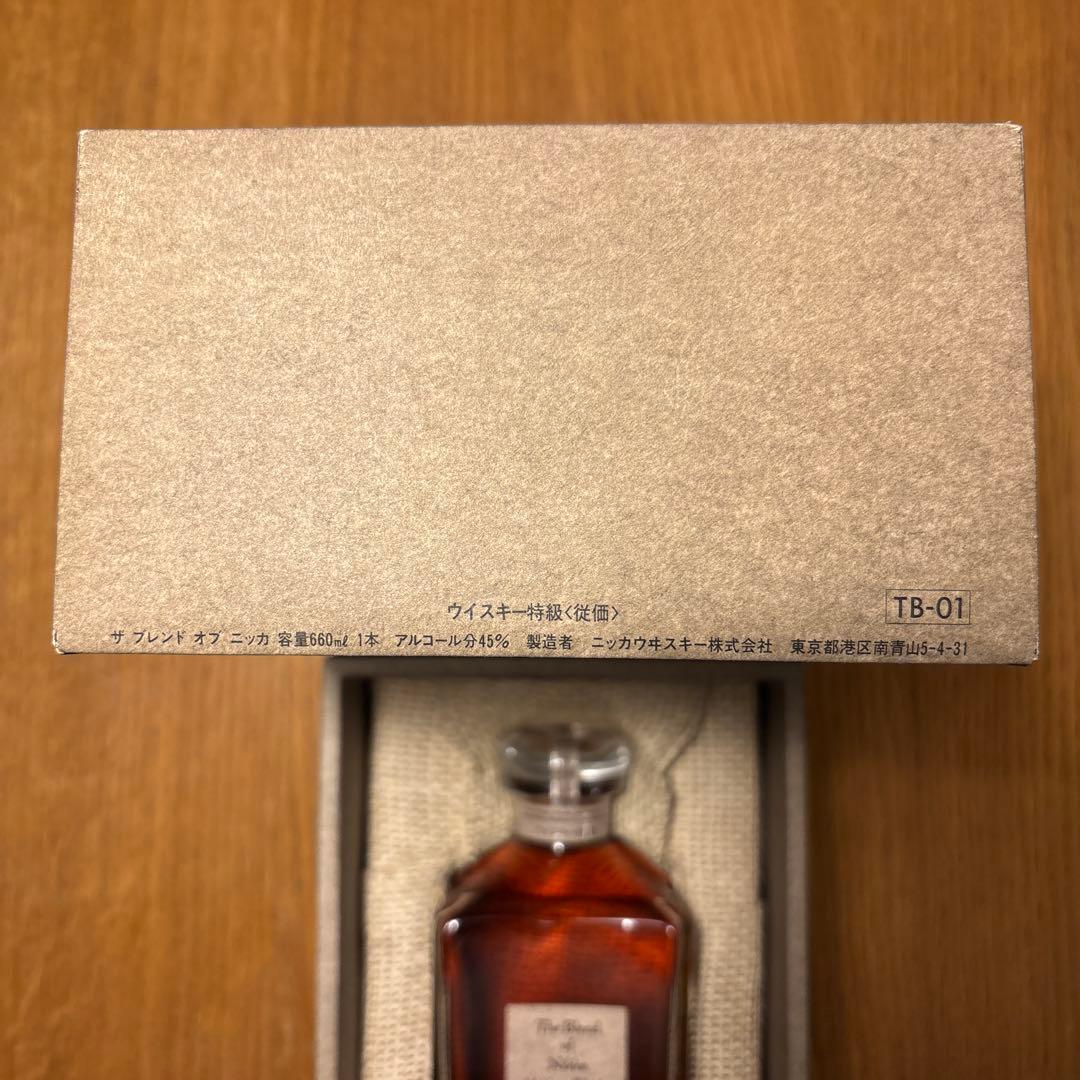 ウイスキー特級〈従価〉
TB-01
ザ ブレンド オブ ニッカ 容量660㎖ 1本 アルコール分45% 製造者 ニッカウヰスキー株式会社 東京都港区南青山5-4-31
The Blend
of